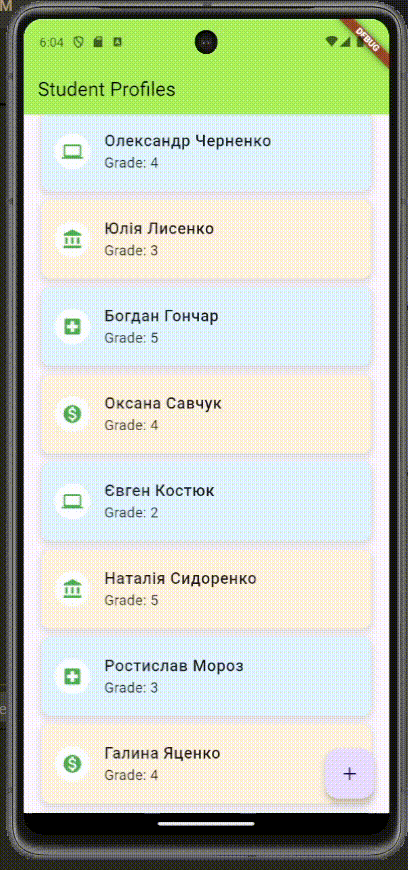 M
6:04
DEBUG
Student Profiles
Олександр Черненко
Grade: 4
Юлія Лисенко
Grade: 3
Богдан Гончар
Grade: 5
Оксана Савчук
Grade: 4
Євген Костюк
Grade: 2
Наталія Сидоренко
Grade: 5
Ростислав Мороз
Grade: 3
Галина Яценко
Grade: 4
+